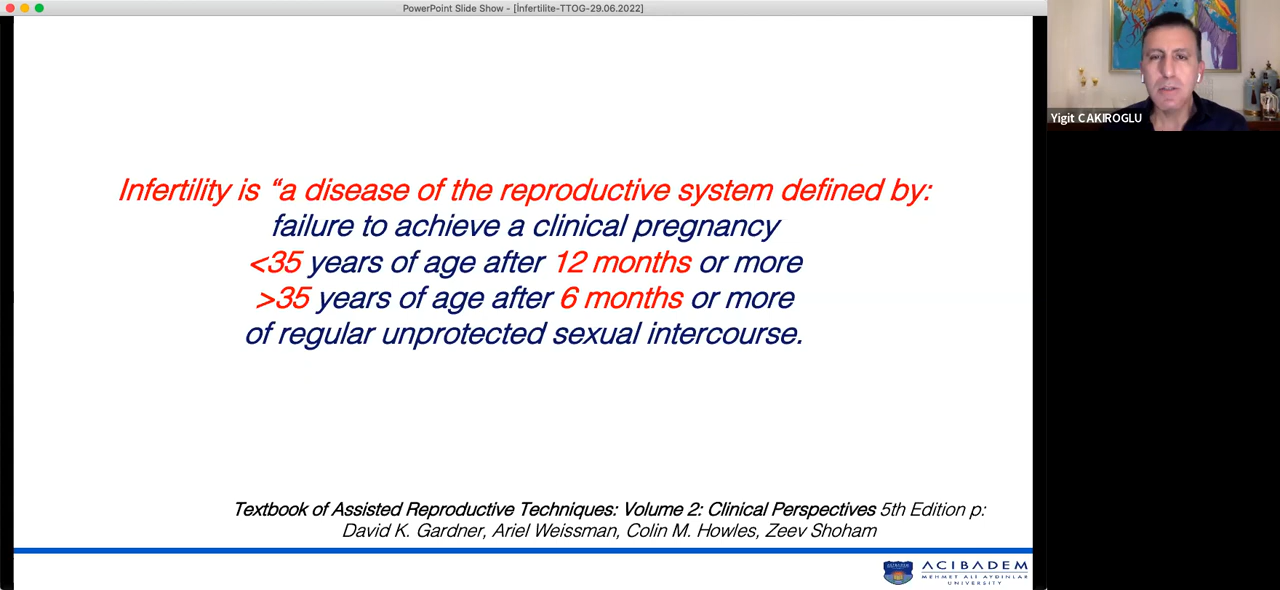 PowerPoint Slide Show - [İnfertilite-TTOG-29.06.2022]
Yigit CAKIROGLU
Infertility is “a disease of the reproductive system defined by:
failure to achieve a clinical pregnancy
<35 years of age after 12 months or more
>35 years of age after 6 months or more
of regular unprotected sexual intercourse.
Textbook of Assisted Reproductive Techniques: Volume 2: Clinical Perspectives 5th Edition p:
David K. Gardner, Ariel Weissman, Colin M. Howles, Zeev Shoham
ACIBADEM
MEHMET ALİ AYDINLAR
UNIVERSITY